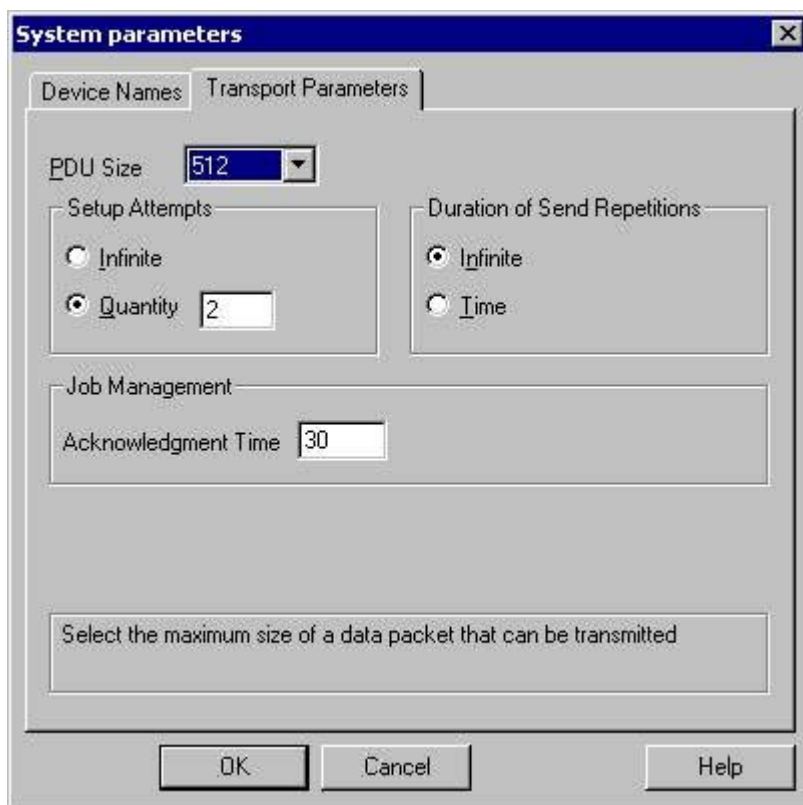 System parameters
Device Names Transport Parameters
PDU Size 512
Setup Attempts
Infinite
Quantity 2
Duration of Send Repetitions
Infinite
Time
Job Management
Acknowledgment Time 30
Select the maximum size of a data packet that can be transmitted
OK Cancel Help